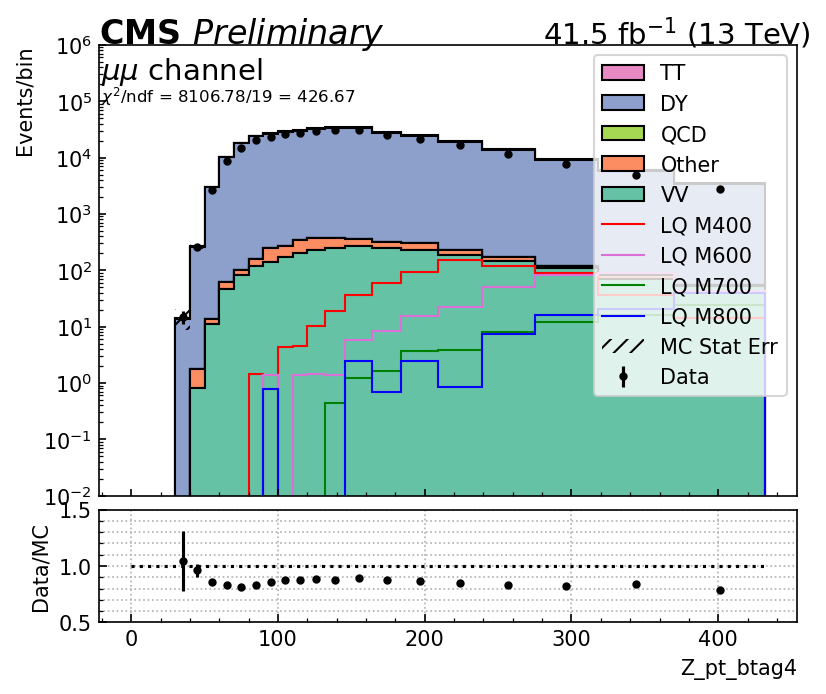 CMS Preliminary 41.5 fb⁻¹ (13 TeV)
μμ channel
χ²/ndf = 8106.78/19 = 426.67
Events/bin
10⁶
10⁵
10⁴
10³
10²
10¹
10⁰
10⁻¹
10⁻²
TT
DY
QCD
Other
VV
LQ M400
LQ M600
LQ M700
LQ M800
MC Stat Err
Data
Data/MC
1.5
1.0
0.5
0 100 200 300 400
Z_pt_btag4